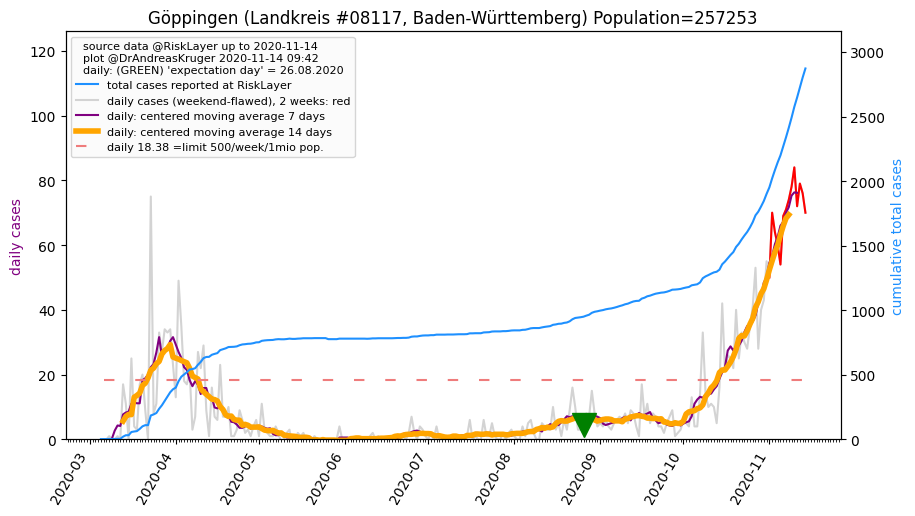 Göppingen (Landkreis #08117, Baden-Württemberg) Population=257253
source data @RiskLayer up to 2020-11-14
plot @DrAndreasKruger 2020-11-14 09:42
daily: (GREEN) 'expectation day' = 26.08.2020
total cases reported at RiskLayer
daily cases (weekend-flawed), 2 weeks: red
daily: centered moving average 7 days
daily: centered moving average 14 days
daily 18.38 =limit 500/week/1mio pop.
daily cases
120
100
80
60
40
20
0
cumulative total cases
3000
2500
2000
1500
1000
500
0
2020-03
2020-04
2020-05
2020-06
2020-07
2020-08
2020-09
2020-10
2020-11